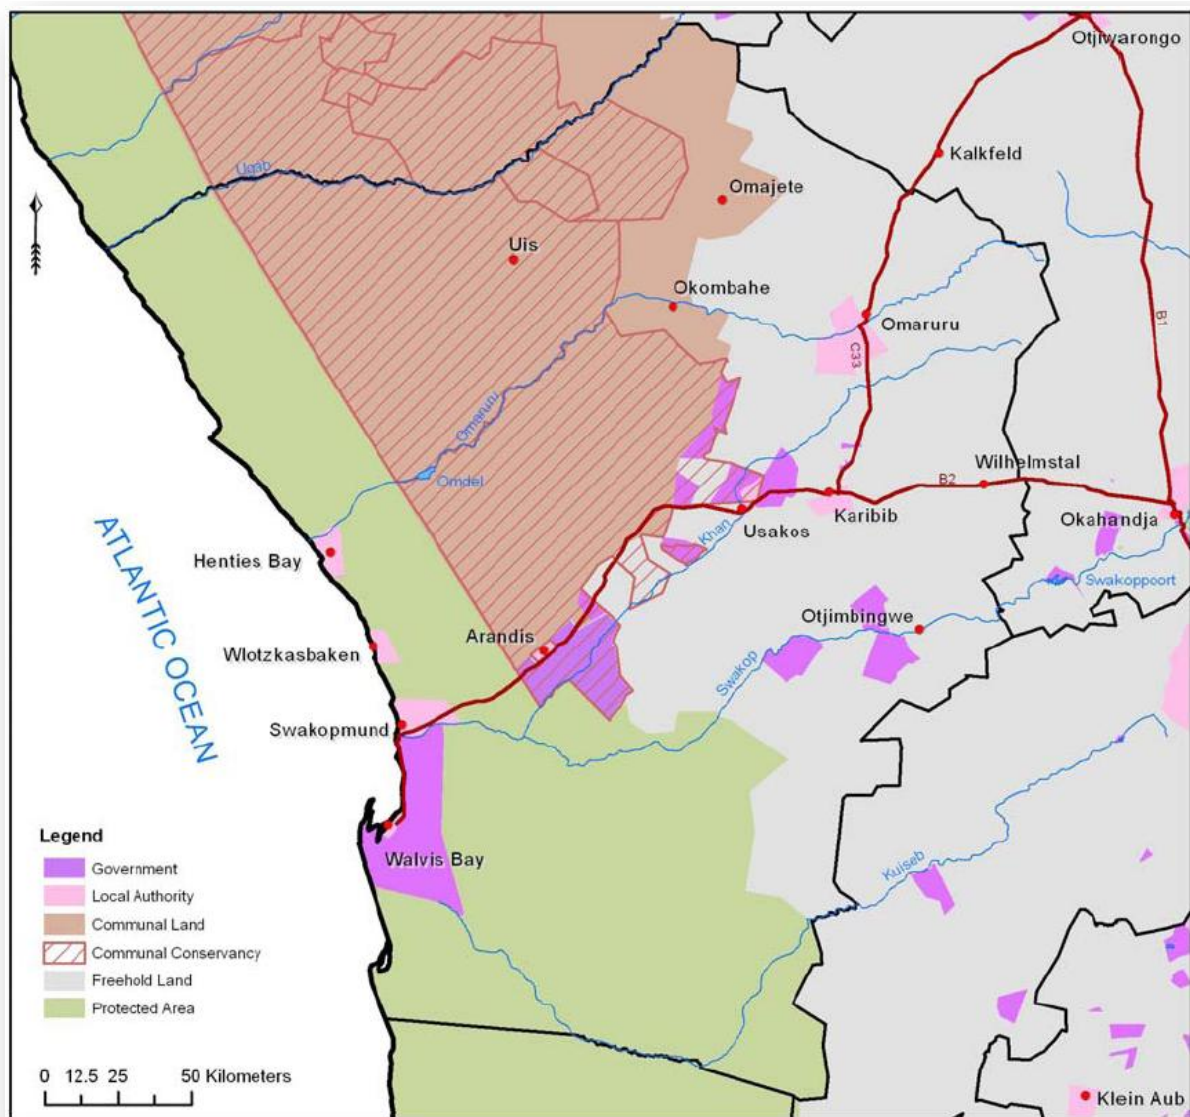 Otjiwarongo
Kalkfeld
Ugab
Omajete
Uis
Okombahe
Omaruru
B1
C33
Omaruru
Omdel
Wilhelmstal
B2
Karibib
Okahandja
Usakos
Khan
ATLANTIC OCEAN
Henties Bay
Swakoppoort
Otjimbingwe
Arandis
Wlotzkasbaken
Swakop
Swakopmund
Legend
Walvis Bay
Kuiseb
Government
Local Authority
Communal Land
Communal Conservancy
Freehold Land
Protected Area
0 12.5 25 50 Kilometers
Klein Aub